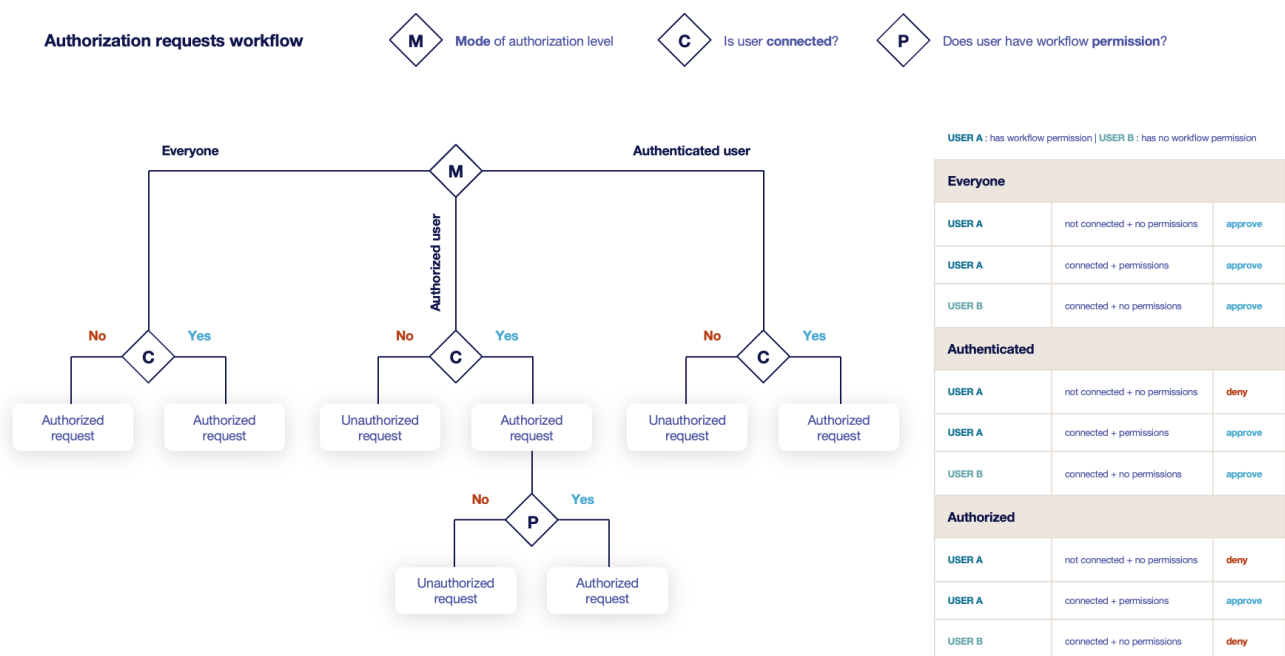 Authorization requests workflow
M
Mode of authorization level
C
Is user connected?
P
Does user have workflow permission?
Everyone
M
Authenticated user
Authorized user
No
C
Yes
Authorized
request
Authorized
request
No
C
Yes
Unauthorized
request
Authorized
request
No
C
Yes
Unauthorized
request
Authorized
request
No
P
Yes
Unauthorized
request
Authorized
request
USER A : has workflow permission | USER B : has no workflow permission
Everyone
USER A not connected + no permissions approve
USER A connected + permissions approve
USER B connected + no permissions approve
Authenticated
USER A not connected + no permissions deny
USER A connected + permissions approve
USER B connected + no permissions approve
Authorized
USER A not connected + no permissions deny
USER A connected + permissions approve
USER B connected + no permissions deny